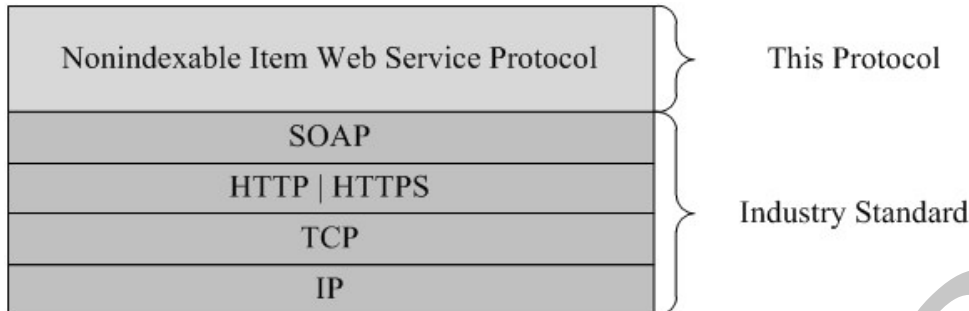 Nonindexable Item Web Service Protocol
This Protocol
SOAP
HTTP | HTTPS
TCP
IP
Industry Standard